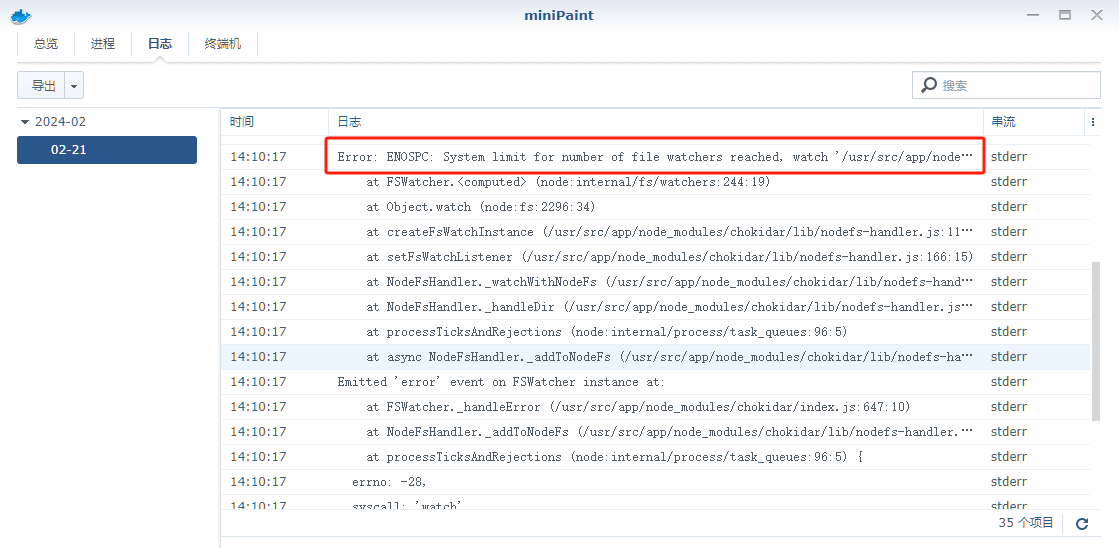 miniPaint
总览 进程 日志 终端机
导出 搜索
2024-02
02-21
时间 日志 串流
14:10:17 Error: ENOSPC: System limit for number of file watchers reached, watch '/usr/src/app/node… stderr
14:10:17 at FSWatcher.<computed> (node:internal/fs/watchers:244:19) stderr
14:10:17 at Object.watch (node:fs:2296:34) stderr
14:10:17 at createFsWatchInstance (/usr/src/app/node_modules/chokidar/lib/nodefs-handler.js:11… stderr
14:10:17 at setFsWatchListener (/usr/src/app/node_modules/chokidar/lib/nodefs-handler.js:166:15) stderr
14:10:17 at NodeFsHandler._watchWithNodeFs (/usr/src/app/node_modules/chokidar/lib/nodefs-hand… stderr
14:10:17 at NodeFsHandler._handleDir (/usr/src/app/node_modules/chokidar/lib/nodefs-handler.js… stderr
14:10:17 at processTicksAndRejections (node:internal/process/task_queues:96:5) stderr
14:10:17 at async NodeFsHandler._addToNodeFs (/usr/src/app/node_modules/chokidar/lib/nodefs-ha… stderr
14:10:17 Emitted 'error' event on FSWatcher instance at: stderr
14:10:17 at FSWatcher._handleError (/usr/src/app/node_modules/chokidar/index.js:647:10) stderr
14:10:17 at NodeFsHandler._addToNodeFs (/usr/src/app/node_modules/chokidar/lib/nodefs-handler.… stderr
14:10:17 at processTicksAndRejections (node:internal/process/task_queues:96:5) { stderr
14:10:17 errno: -28, stderr
14:10:17 syscall: 'watch' stderr
35 个项目